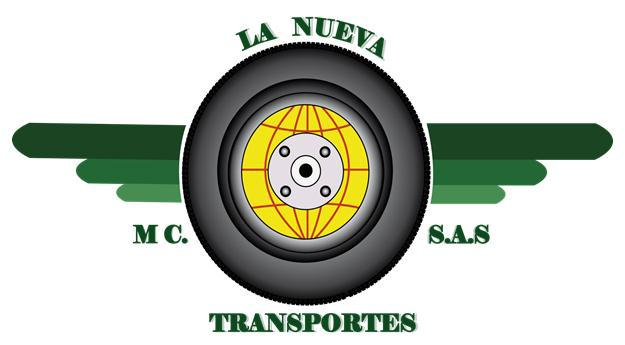 LA NUEVA
M C. S.A.S
TRANSPORTES